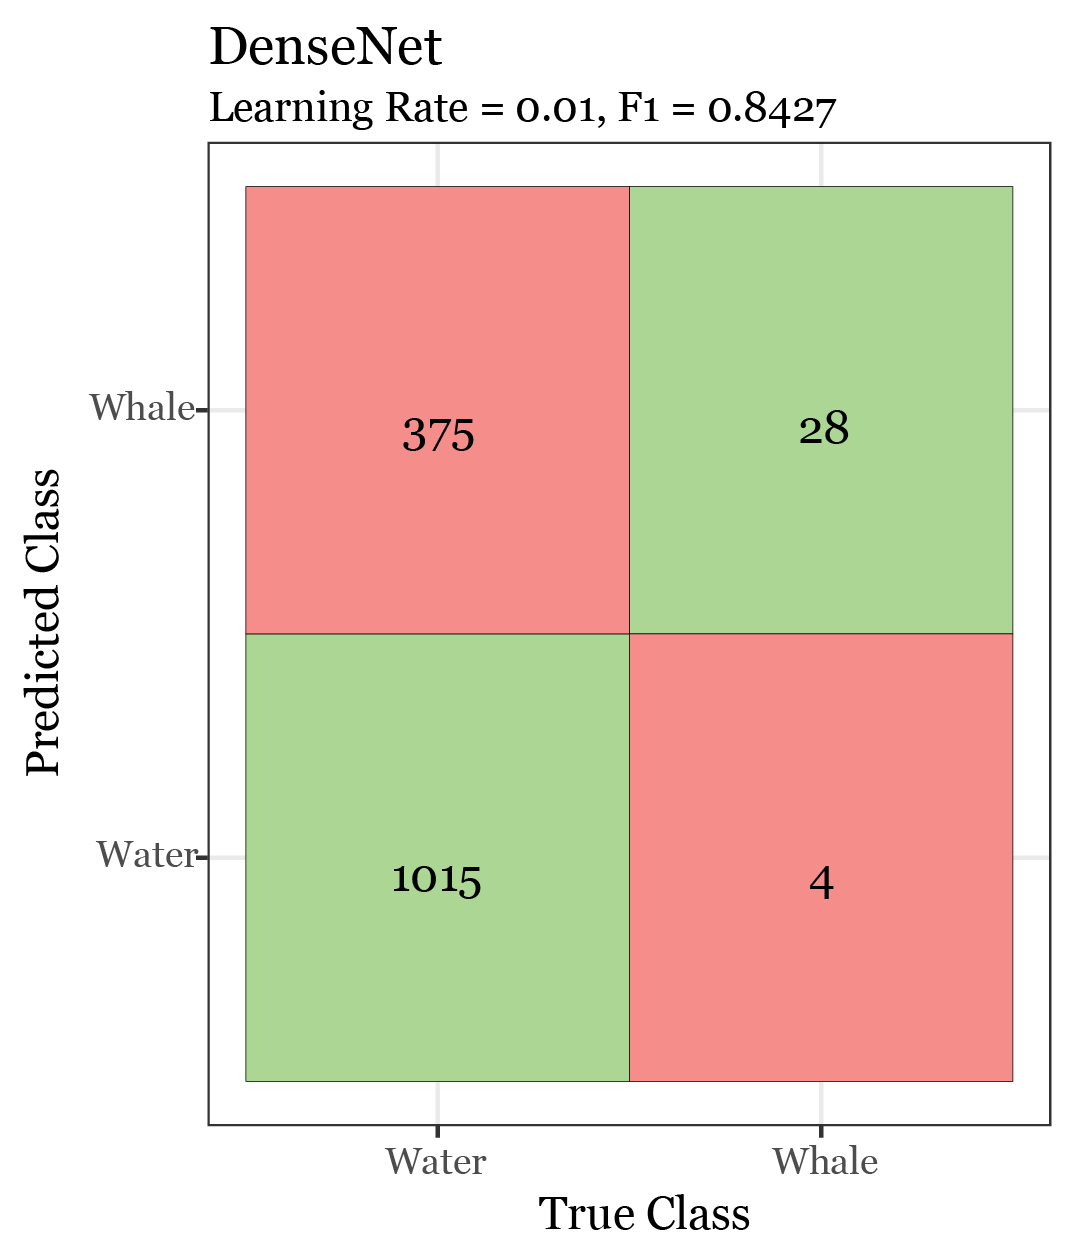 DenseNet
Learning Rate = 0.01, F1 = 0.8427
Whale
375
28
Predicted Class
Water
1015
4
Water
Whale
True Class